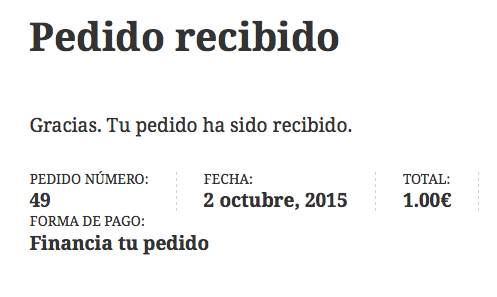 Pedido recibido
Gracias. Tu pedido ha sido recibido.
PEDIDO NÚMERO: FECHA: TOTAL:
49 2 octubre, 2015 1.00€
FORMA DE PAGO:
Financia tu pedido